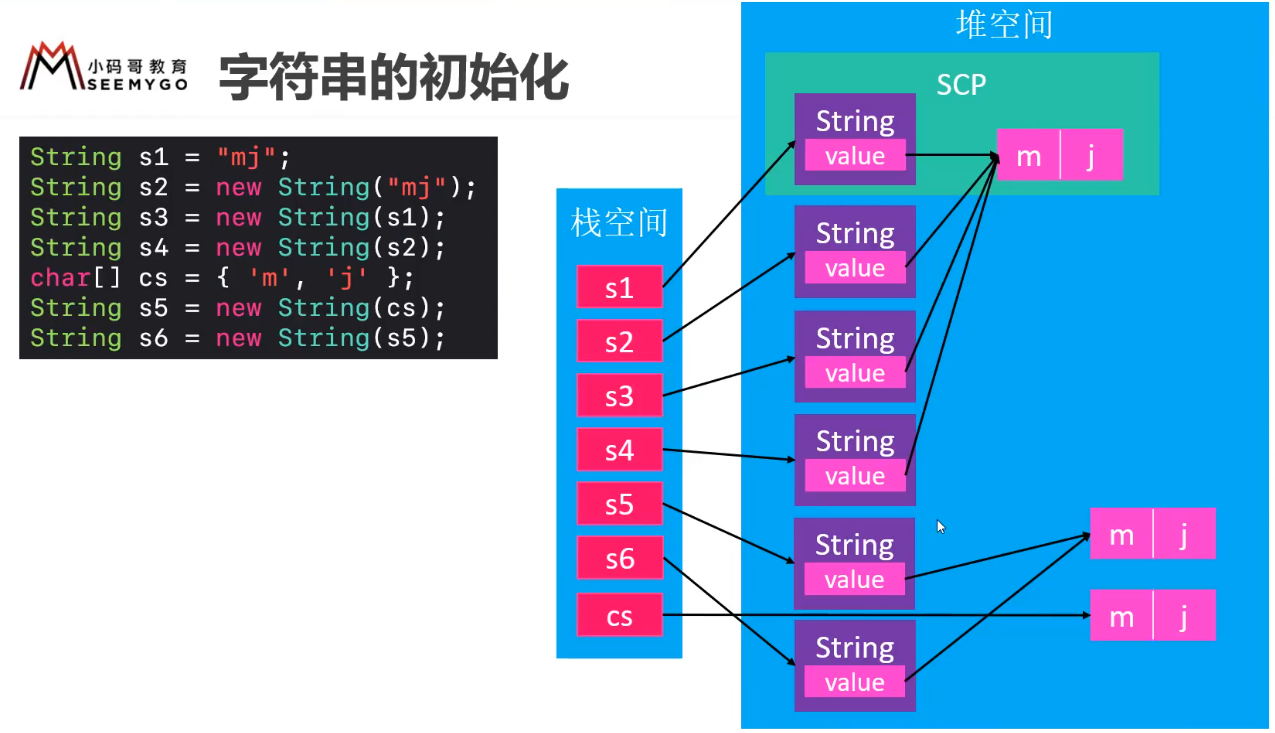 小码哥教育
SEEMYGO
字符串的初始化
String s1 = "mj";
String s2 = new String("mj");
String s3 = new String(s1);
String s4 = new String(s2);
char[] cs = { 'm', 'j' };
String s5 = new String(cs);
String s6 = new String(s5);
栈空间
s1
s2
s3
s4
s5
s6
cs
堆空间
SCP
String
value
m j
String
value
String
value
String
value
String
value
m j
m j
String
value